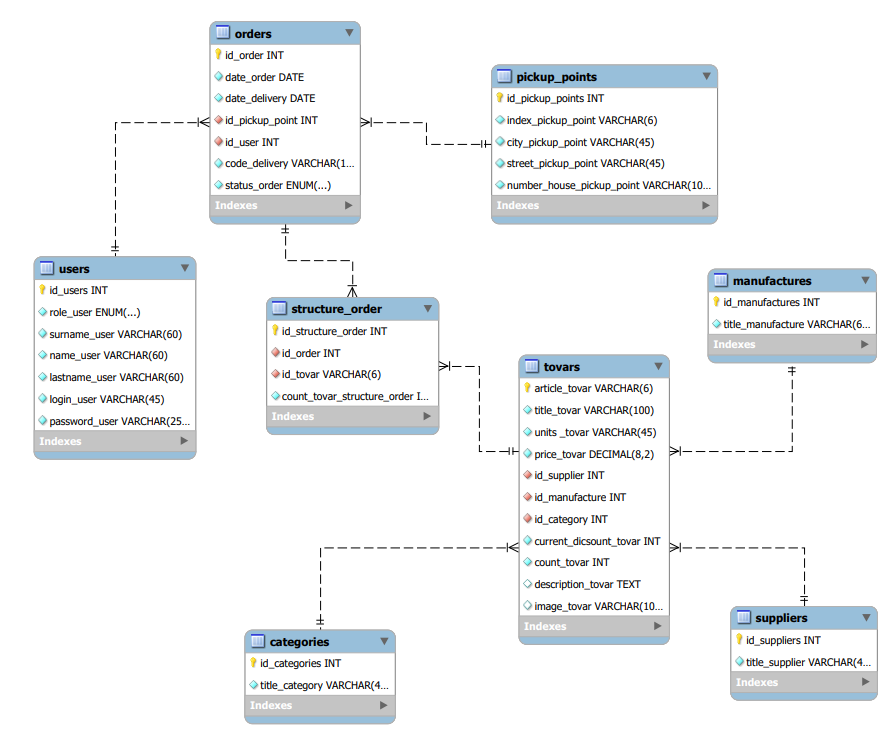 orders
id_order INT
date_order DATE
date_delivery DATE
id_pickup_point INT
id_user INT
code_delivery VARCHAR(1...
status_order ENUM(...)
Indexes
pickup_points
id_pickup_points INT
index_pickup_point VARCHAR(6)
city_pickup_point VARCHAR(45)
street_pickup_point VARCHAR(45)
number_house_pickup_point VARCHAR(10...
Indexes
users
id_users INT
role_user ENUM(...)
surname_user VARCHAR(60)
name_user VARCHAR(60)
lastname_user VARCHAR(60)
login_user VARCHAR(45)
password_user VARCHAR(25...
Indexes
structure_order
id_structure_order INT
id_order INT
id_tovar VARCHAR(6)
count_tovar_structure_order I...
Indexes
manufactures
id_manufactures INT
title_manufacture VARCHAR(6...
Indexes
tovars
article_tovar VARCHAR(6)
title_tovar VARCHAR(100)
units _tovar VARCHAR(45)
price_tovar DECIMAL(8,2)
id_supplier INT
id_manufacture INT
id_category INT
current_dicsount_tovar INT
count_tovar INT
description_tovar TEXT
image_tovar VARCHAR(10...
Indexes
categories
id_categories INT
title_category VARCHAR(4...
Indexes
suppliers
id_suppliers INT
title_supplier VARCHAR(4...
Indexes